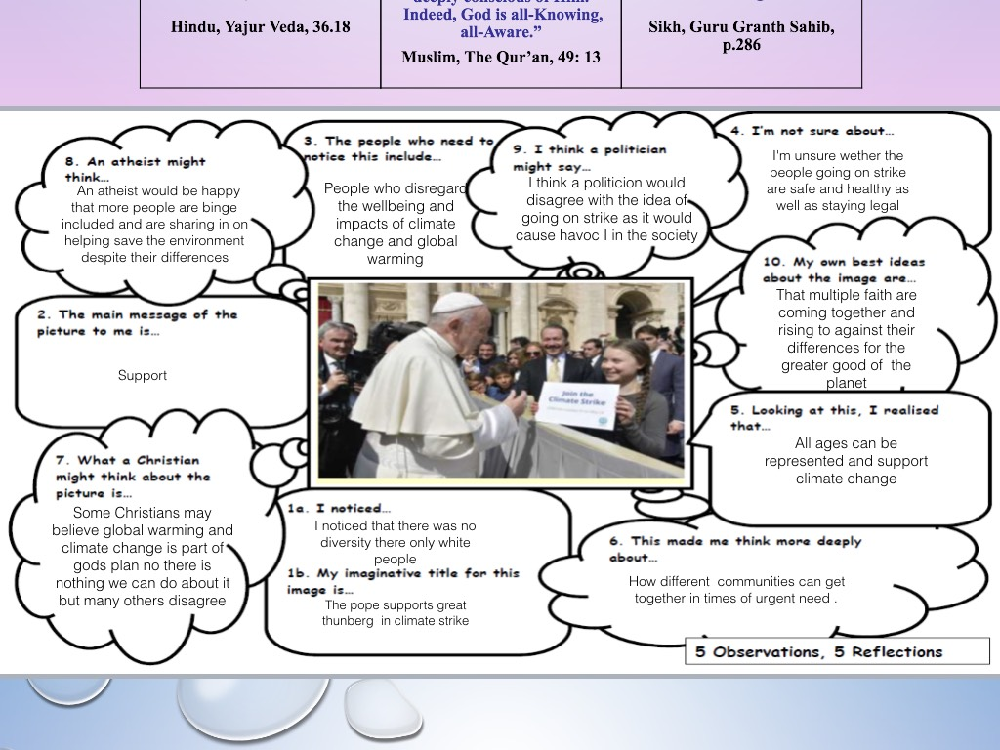 deeply conscious of Him.
Indeed, God is all-Knowing,
all-Aware.”
Hindu, Yajur Veda, 36.18
Muslim, The Qur’an, 49: 13
Sikh, Guru Granth Sahib,
p.286
8. An atheist might
think…
An atheist would be happy
that more people are binge
included and are sharing in on
helping save the environment
despite their differences
3. The people who need to
notice this include…
People who disregard
the wellbeing and
impacts of climate
change and global
warming
9. I think a politician
might say…
I think a politicion would
disagree with the idea of
going on strike as it would
cause havoc I in the society
4. I’m not sure about…
I'm unsure wether the
people going on strike
are safe and healthy as
well as staying legal
10. My own best ideas
about the image are…
That multiple faith are
coming together and
rising to against their
differences for the
greater good of the
planet
2. The main message of the
picture to me is…
Support
Join the
Climate Strike
5. Looking at this, I realised
that…
All ages can be
represented and support
climate change
7. What a Christian
might think about the
picture is…
Some Christians may
believe global warming and
climate change is part of
gods plan no there is
nothing we can do about it
but many others disagree
1a. I noticed…
I noticed that there was no
diversity there only white
people
1b. My imaginative title for this
image is…
The pope supports great
thunberg in climate strike
6. This made me think more deeply
about…
How different communities can get
together in times of urgent need .
5 Observations, 5 Reflections